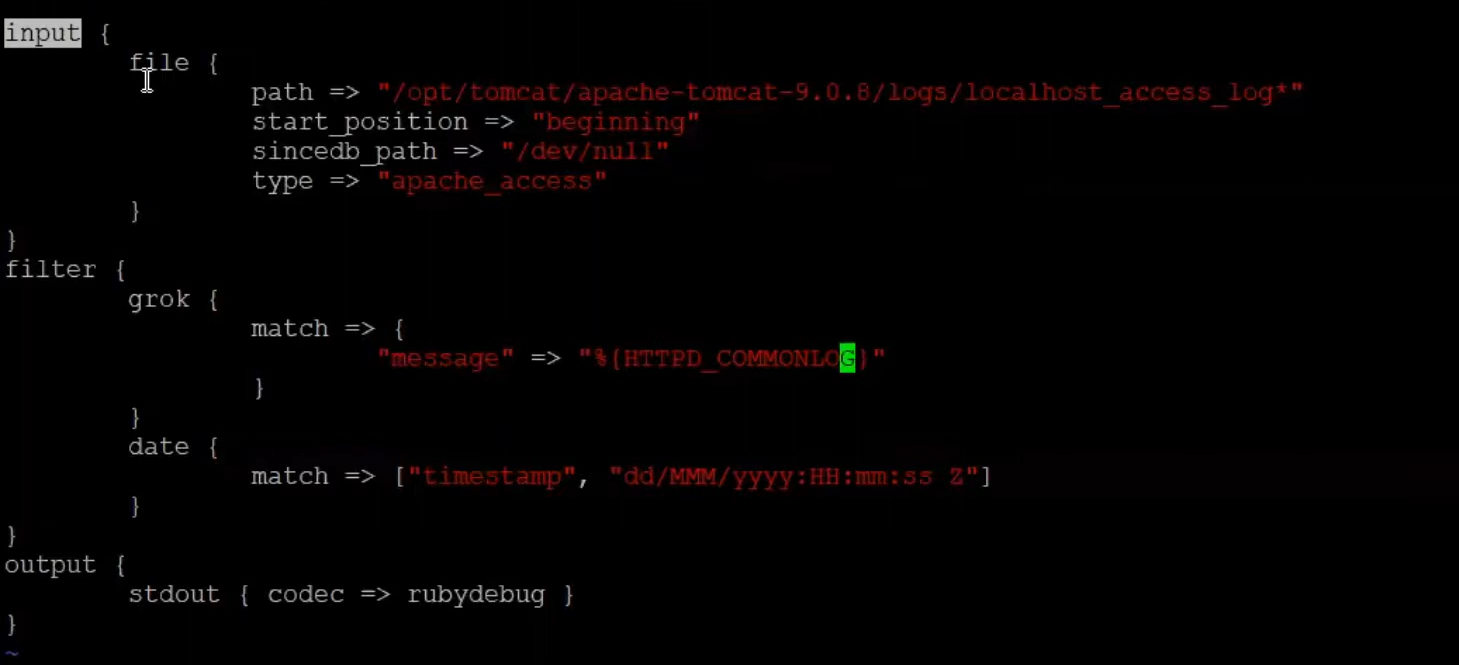 input {
        file {
                path => "/opt/tomcat/apache-tomcat-9.0.8/logs/localhost_access_log*"
                start_position => "beginning"
                sincedb_path => "/dev/null"
                type => "apache_access"
        }
}
filter {
        grok {
                match => {
                        "message" => "%{HTTPD_COMMONLOG}"
                }
        }
        date {
                match => ["timestamp", "dd/MMM/yyyy:HH:mm:ss Z"]
        }
}
output {
        stdout { codec => rubydebug }
}
~